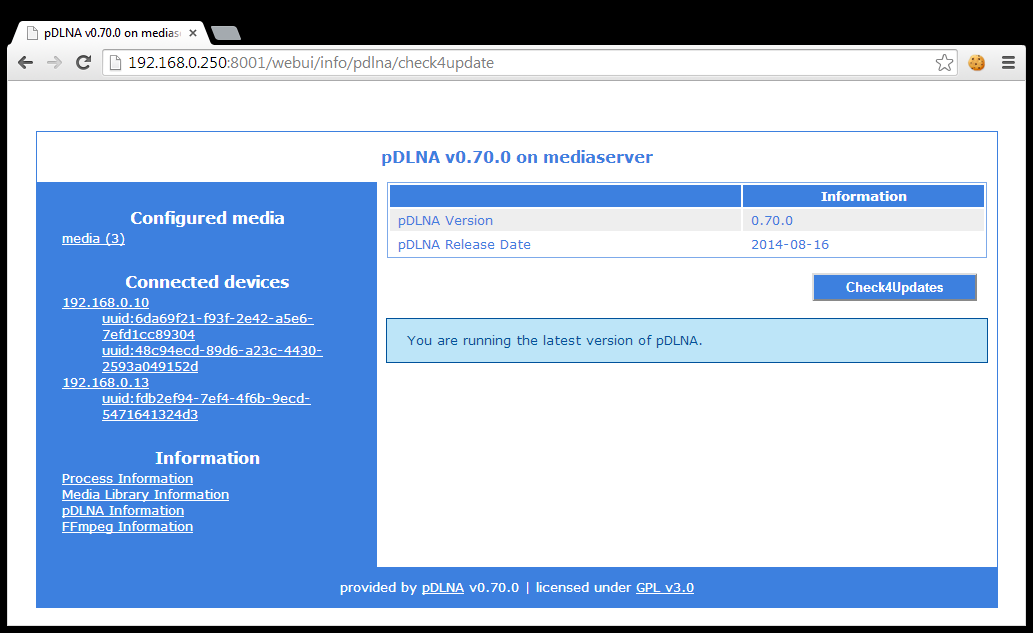 pDLNA v0.70.0 on medias
192.168.0.250:8001/webui/info/pdlna/check4update
pDLNA v0.70.0 on mediaserver
Configured media
media (3)
Connected devices
192.168.0.10
uuid:6da69f21-f93f-2e42-a5e6-
7efd1cc89304
uuid:48c94ecd-89d6-a23c-4430-
2593a049152d
192.168.0.13
uuid:fdb2ef94-7ef4-4f6b-9ecd-
5471641324d3
Information
Process Information
Media Library Information
pDLNA Information
FFmpeg Information
Information
pDLNA Version 0.70.0
pDLNA Release Date 2014-08-16
Check4Updates
You are running the latest version of pDLNA.
provided by pDLNA v0.70.0 | licensed under GPL v3.0